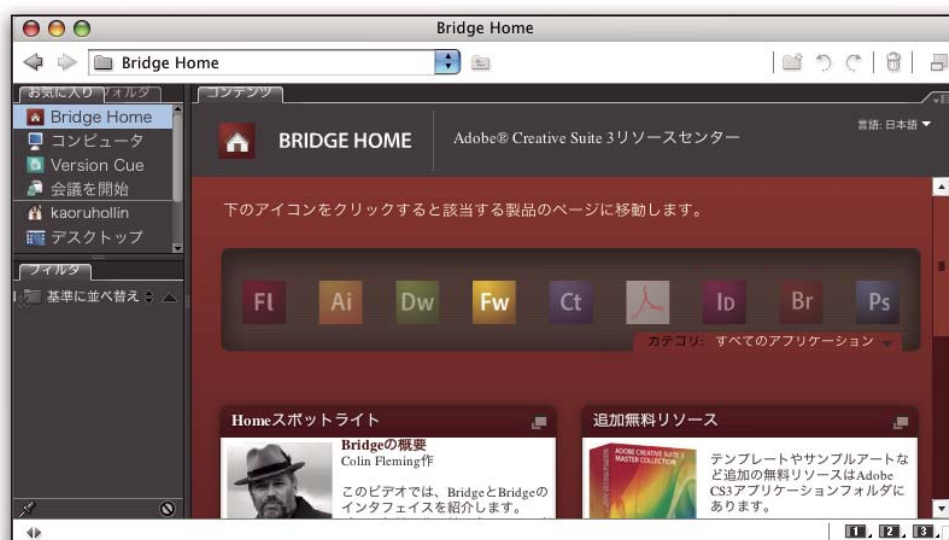 Bridge Home
Bridge Home
お気に入り フォルダ
コンテンツ
Bridge Home
コンピュータ
Version Cue
会議を開始
kaoruhollin
デスクトップ
フィルタ
基準に並べ替え
BRIDGE HOME
Adobe® Creative Suite 3リソースセンター
言語: 日本語
下のアイコンをクリックすると該当する製品のページに移動します。
Fl Ai Dw Fw Ct ID Br Ps
カテゴリ: すべてのアプリケーション
Homeスポットライト
Bridgeの概要
Colin Fleming作
このビデオでは、BridgeとBridgeの
インタフェイスを紹介します。
追加無料リソース
ADOBE CREATIVE SUITE 3
MASTER COLLECTION
テンプレートやサンプルアートな
ど追加の無料リソースはAdobe
CS3アプリケーションフォルダに
あります。
1 2 3